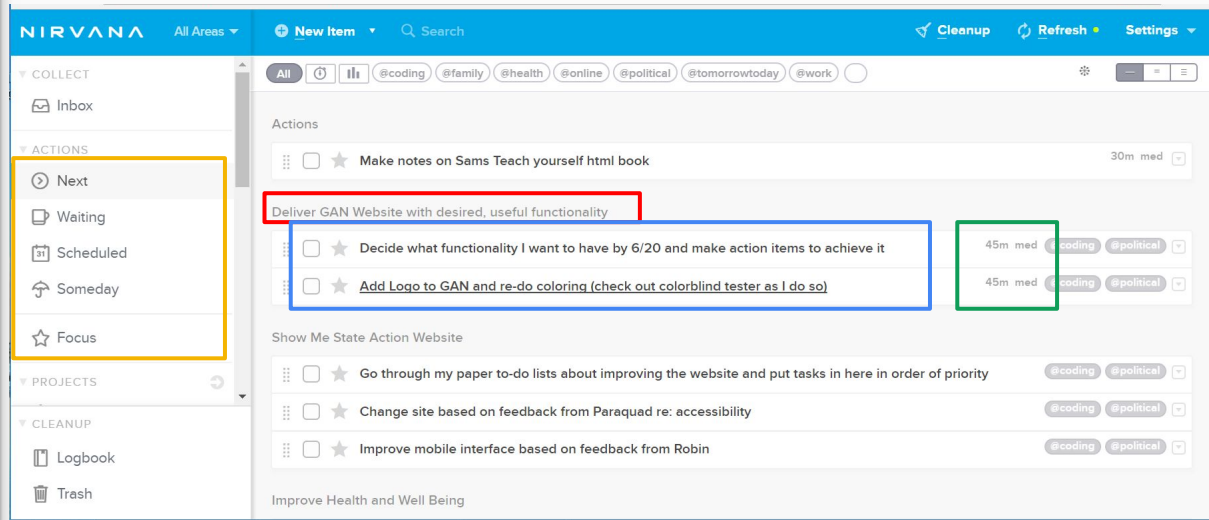 NIRVANA All Areas New Item Search Cleanup Refresh Settings
COLLECT
Inbox
ACTIONS
Next
Waiting
31 Scheduled
Someday
Focus
PROJECTS
CLEANUP
Logbook
Trash
All @coding @family @health @online @political @tomorrowtoday @work
Actions
Make notes on Sams Teach yourself html book 30m med
Deliver GAN Website with desired, useful functionality
Decide what functionality I want to have by 6/20 and make action items to achieve it 45m med @coding @political
Add Logo to GAN and re-do coloring (check out colorblind tester as I do so) 45m med @coding @political
Show Me State Action Website
Go through my paper to-do lists about improving the website and put tasks in here in order of priority @coding @political
Change site based on feedback from Paraquad re: accessibility @coding @political
Improve mobile interface based on feedback from Robin @coding @political
Improve Health and Well Being